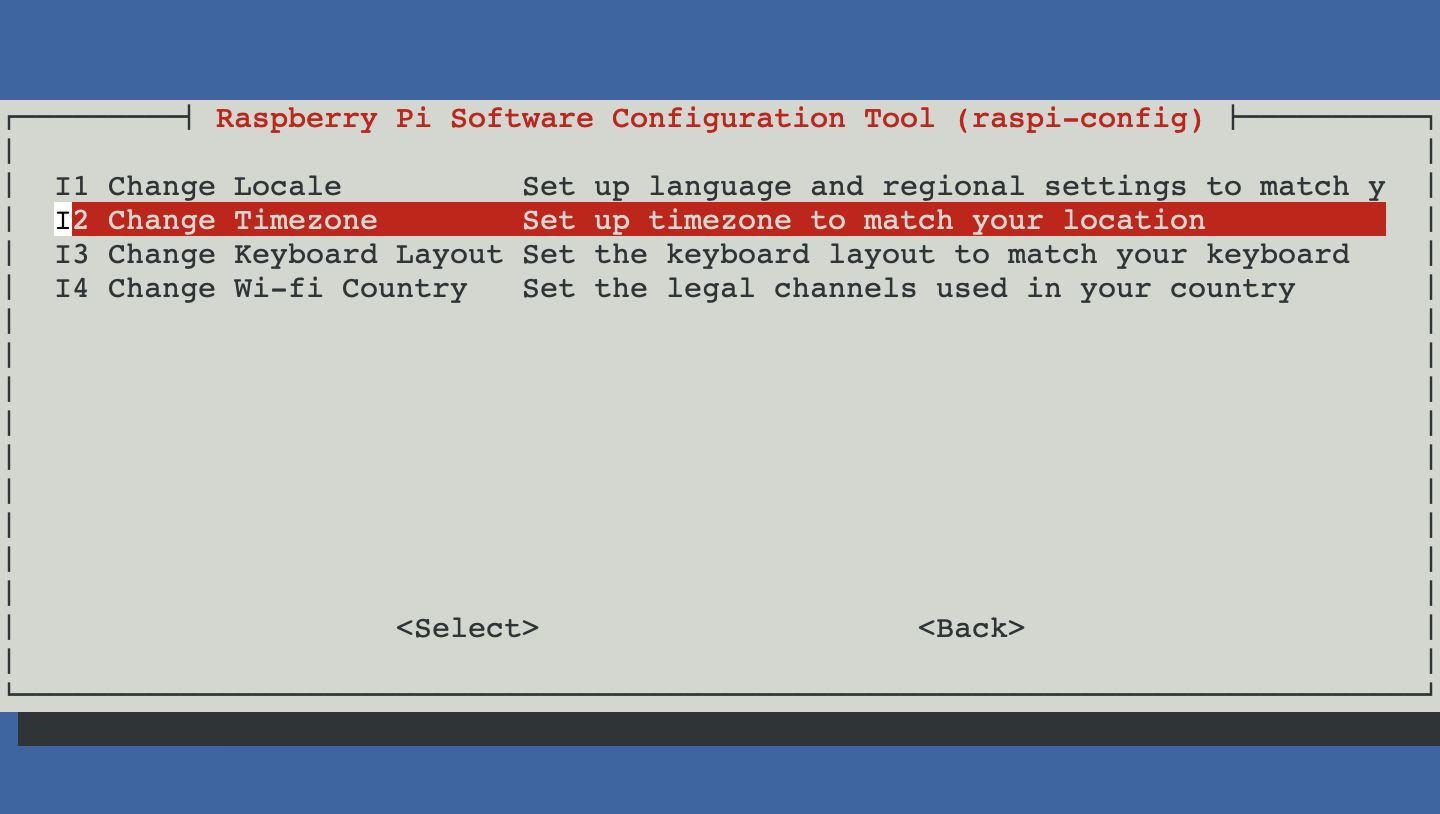 Raspberry Pi Software Configuration Tool (raspi-config)
I1 Change Locale Set up language and regional settings to match y
I2 Change Timezone Set up timezone to match your location
I3 Change Keyboard Layout Set the keyboard layout to match your keyboard
I4 Change Wi-fi Country Set the legal channels used in your country
<Select> <Back>